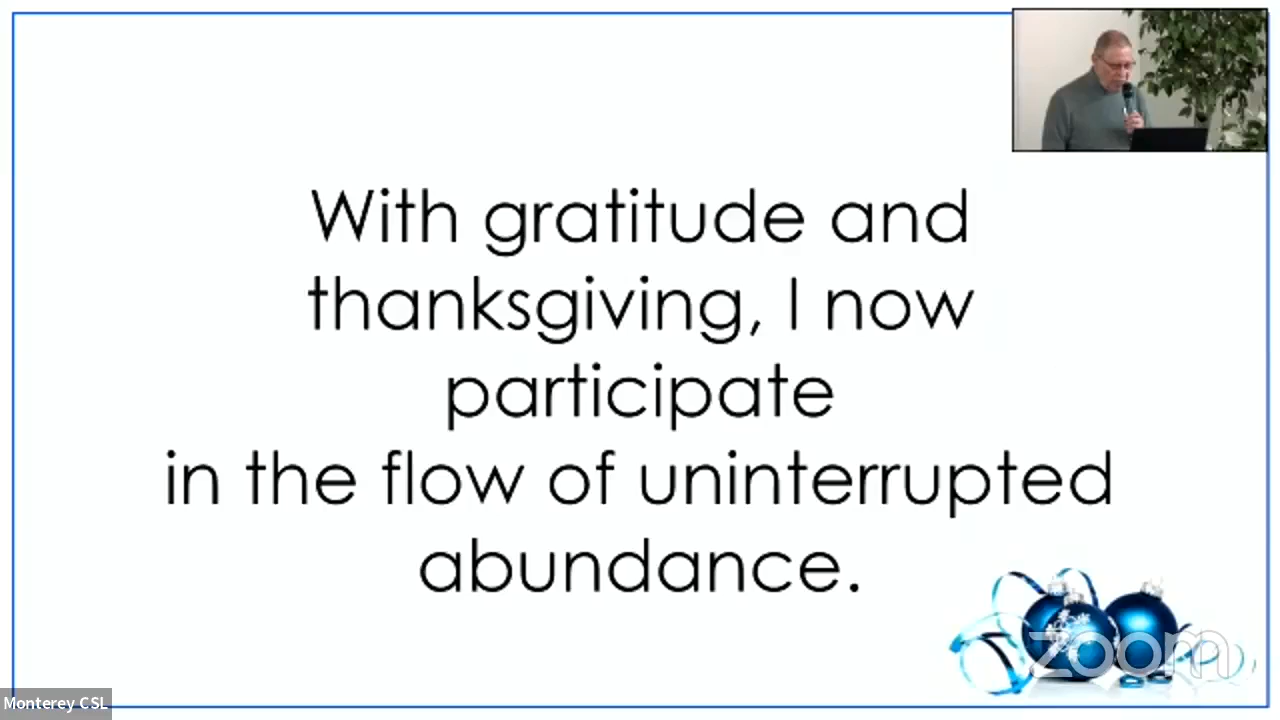 With gratitude and
thanksgiving, I now
participate
in the flow of uninterrupted
abundance.
zoom
Monterey CSL